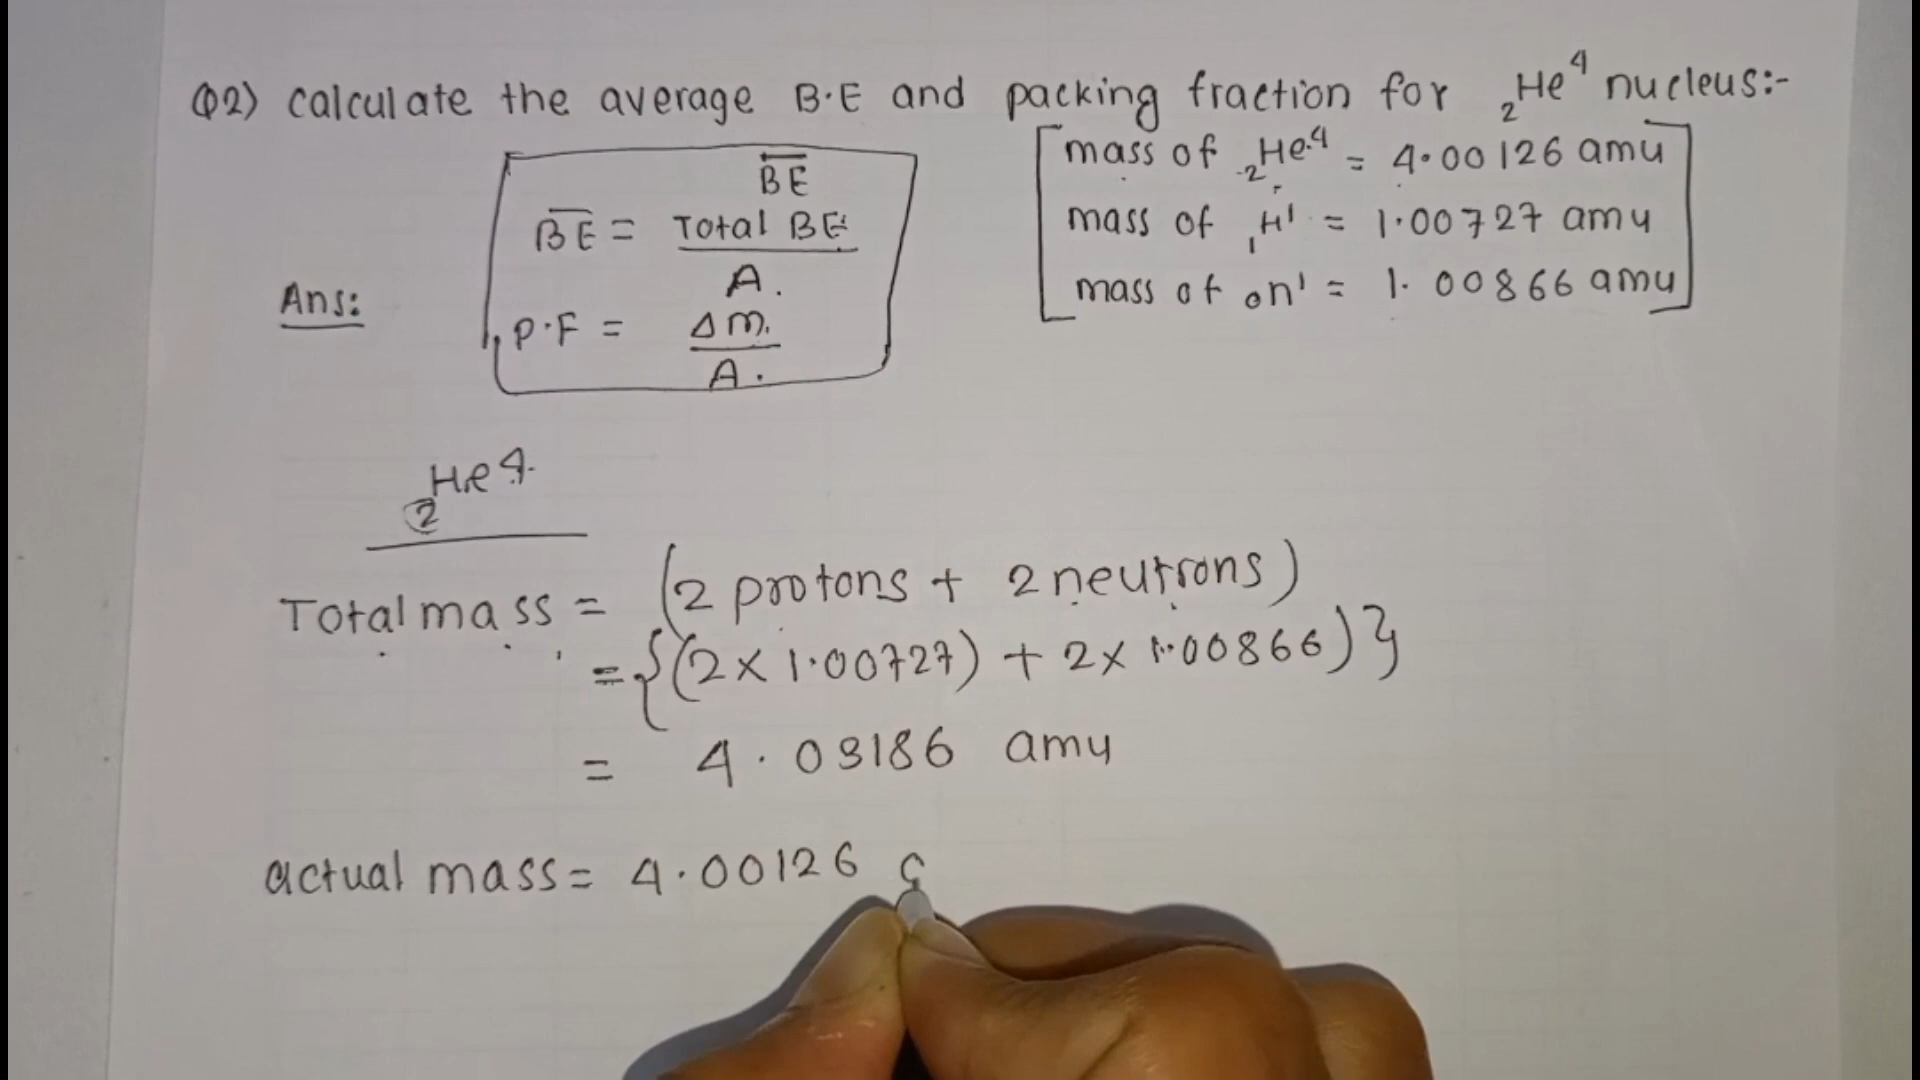 Q2) calculate the average B·E and packing fraction for ₂He⁴ nucleus:-
[mass of ₂He⁴ = 4.00126 amu
mass of ₁H¹ = 1.00727 amu
mass of ₀n¹ = 1.00866 amu]
Ans:
B̅E̅
B̅E̅ = Total BE
A.
P·F = Δm.
A.
₂He⁴
Total mass = (2 protons + 2 neutrons)
= {(2 x 1.00727) + 2 x 1.00866)}
= 4.03186 amu
actual mass = 4.00126